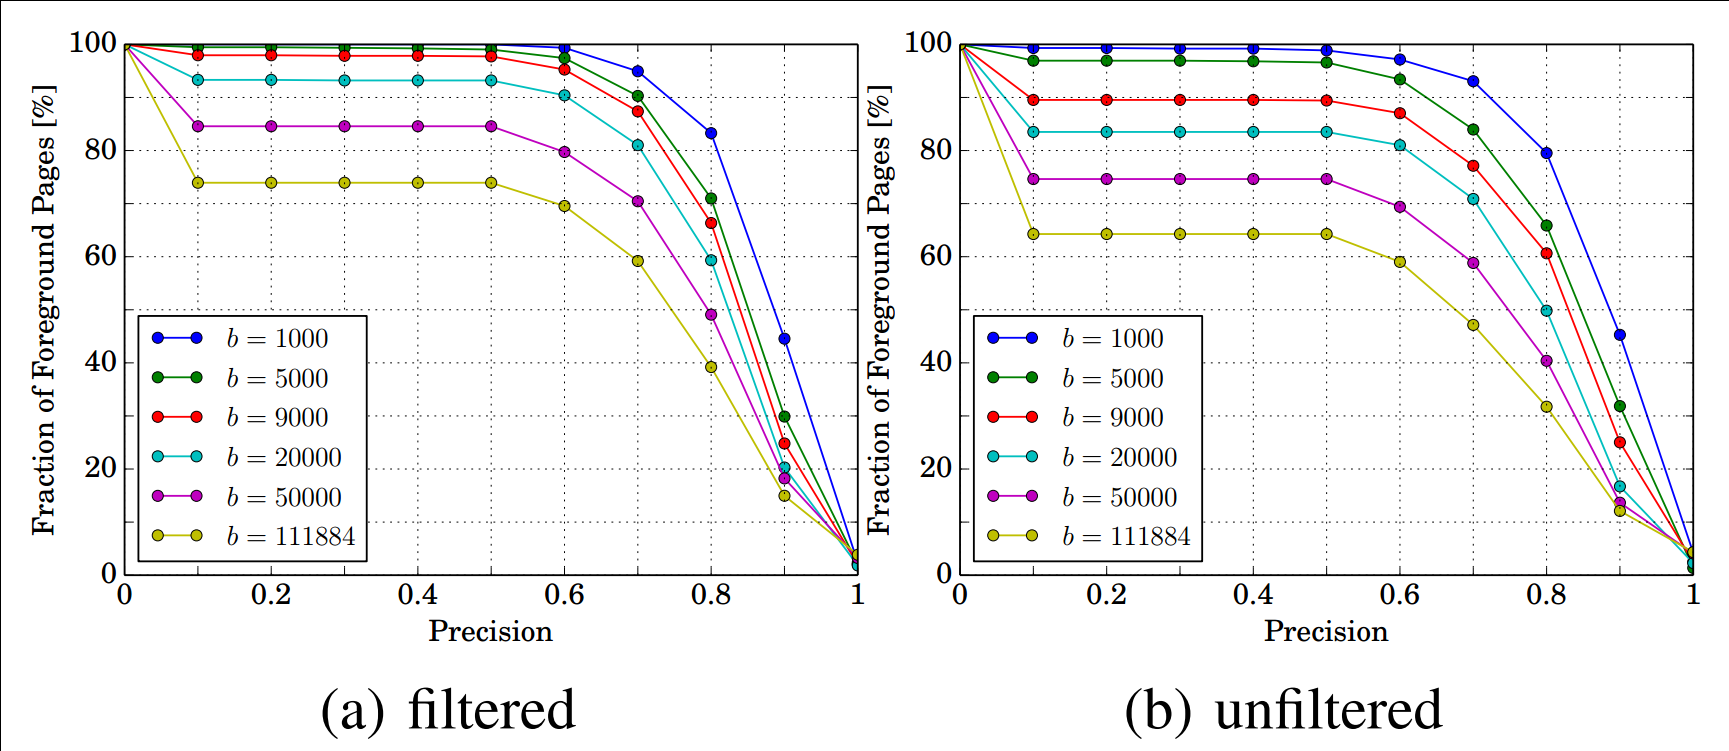 Fraction of Foreground Pages [%]
100
80
60
40
20
0
b = 1000
b = 5000
b = 9000
b = 20000
b = 50000
b = 111884
0 0.2 0.4 0.6 0.8 1
Precision
(a) filtered
Fraction of Foreground Pages [%]
100
80
60
40
20
0
b = 1000
b = 5000
b = 9000
b = 20000
b = 50000
b = 111884
0 0.2 0.4 0.6 0.8 1
Precision
(b) unfiltered